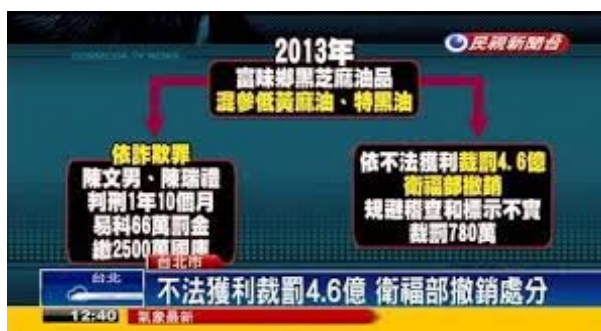 民視新聞台
2013年
富味鄉黑芝麻油品
混參低黃麻油、特黑油
依詐欺罪
陳文男、陳瑞禮
判刑1年10個月
易科66萬罰金
繳2500萬國庫
依不法獲利裁罰4.6億
衛福部撤銷
規避稽查和標示不實
裁罰780萬
台北市
台北
不法獲利裁罰4.6億 衛福部撤銷處分
12:40 氣象最新